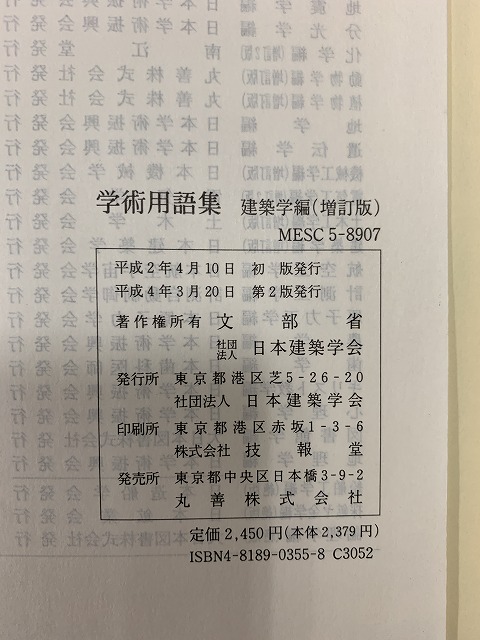 学術用語集 建築学編(増訂版)
MESC 5-8907
平成2年4月10日 初版発行
平成4年3月20日 第2版発行
著作権所有 文部省
社団法人 日本建築学会
発行所 東京都港区芝5-26-20
社団法人 日本建築学会
印刷所 東京都港区赤坂1-3-6
株式会社 技報堂
発売所 東京都中央区日本橋3-9-2
丸善株式会社
定価2,450円(本体2,379円)
ISBN4-8189-0355-8 C3052